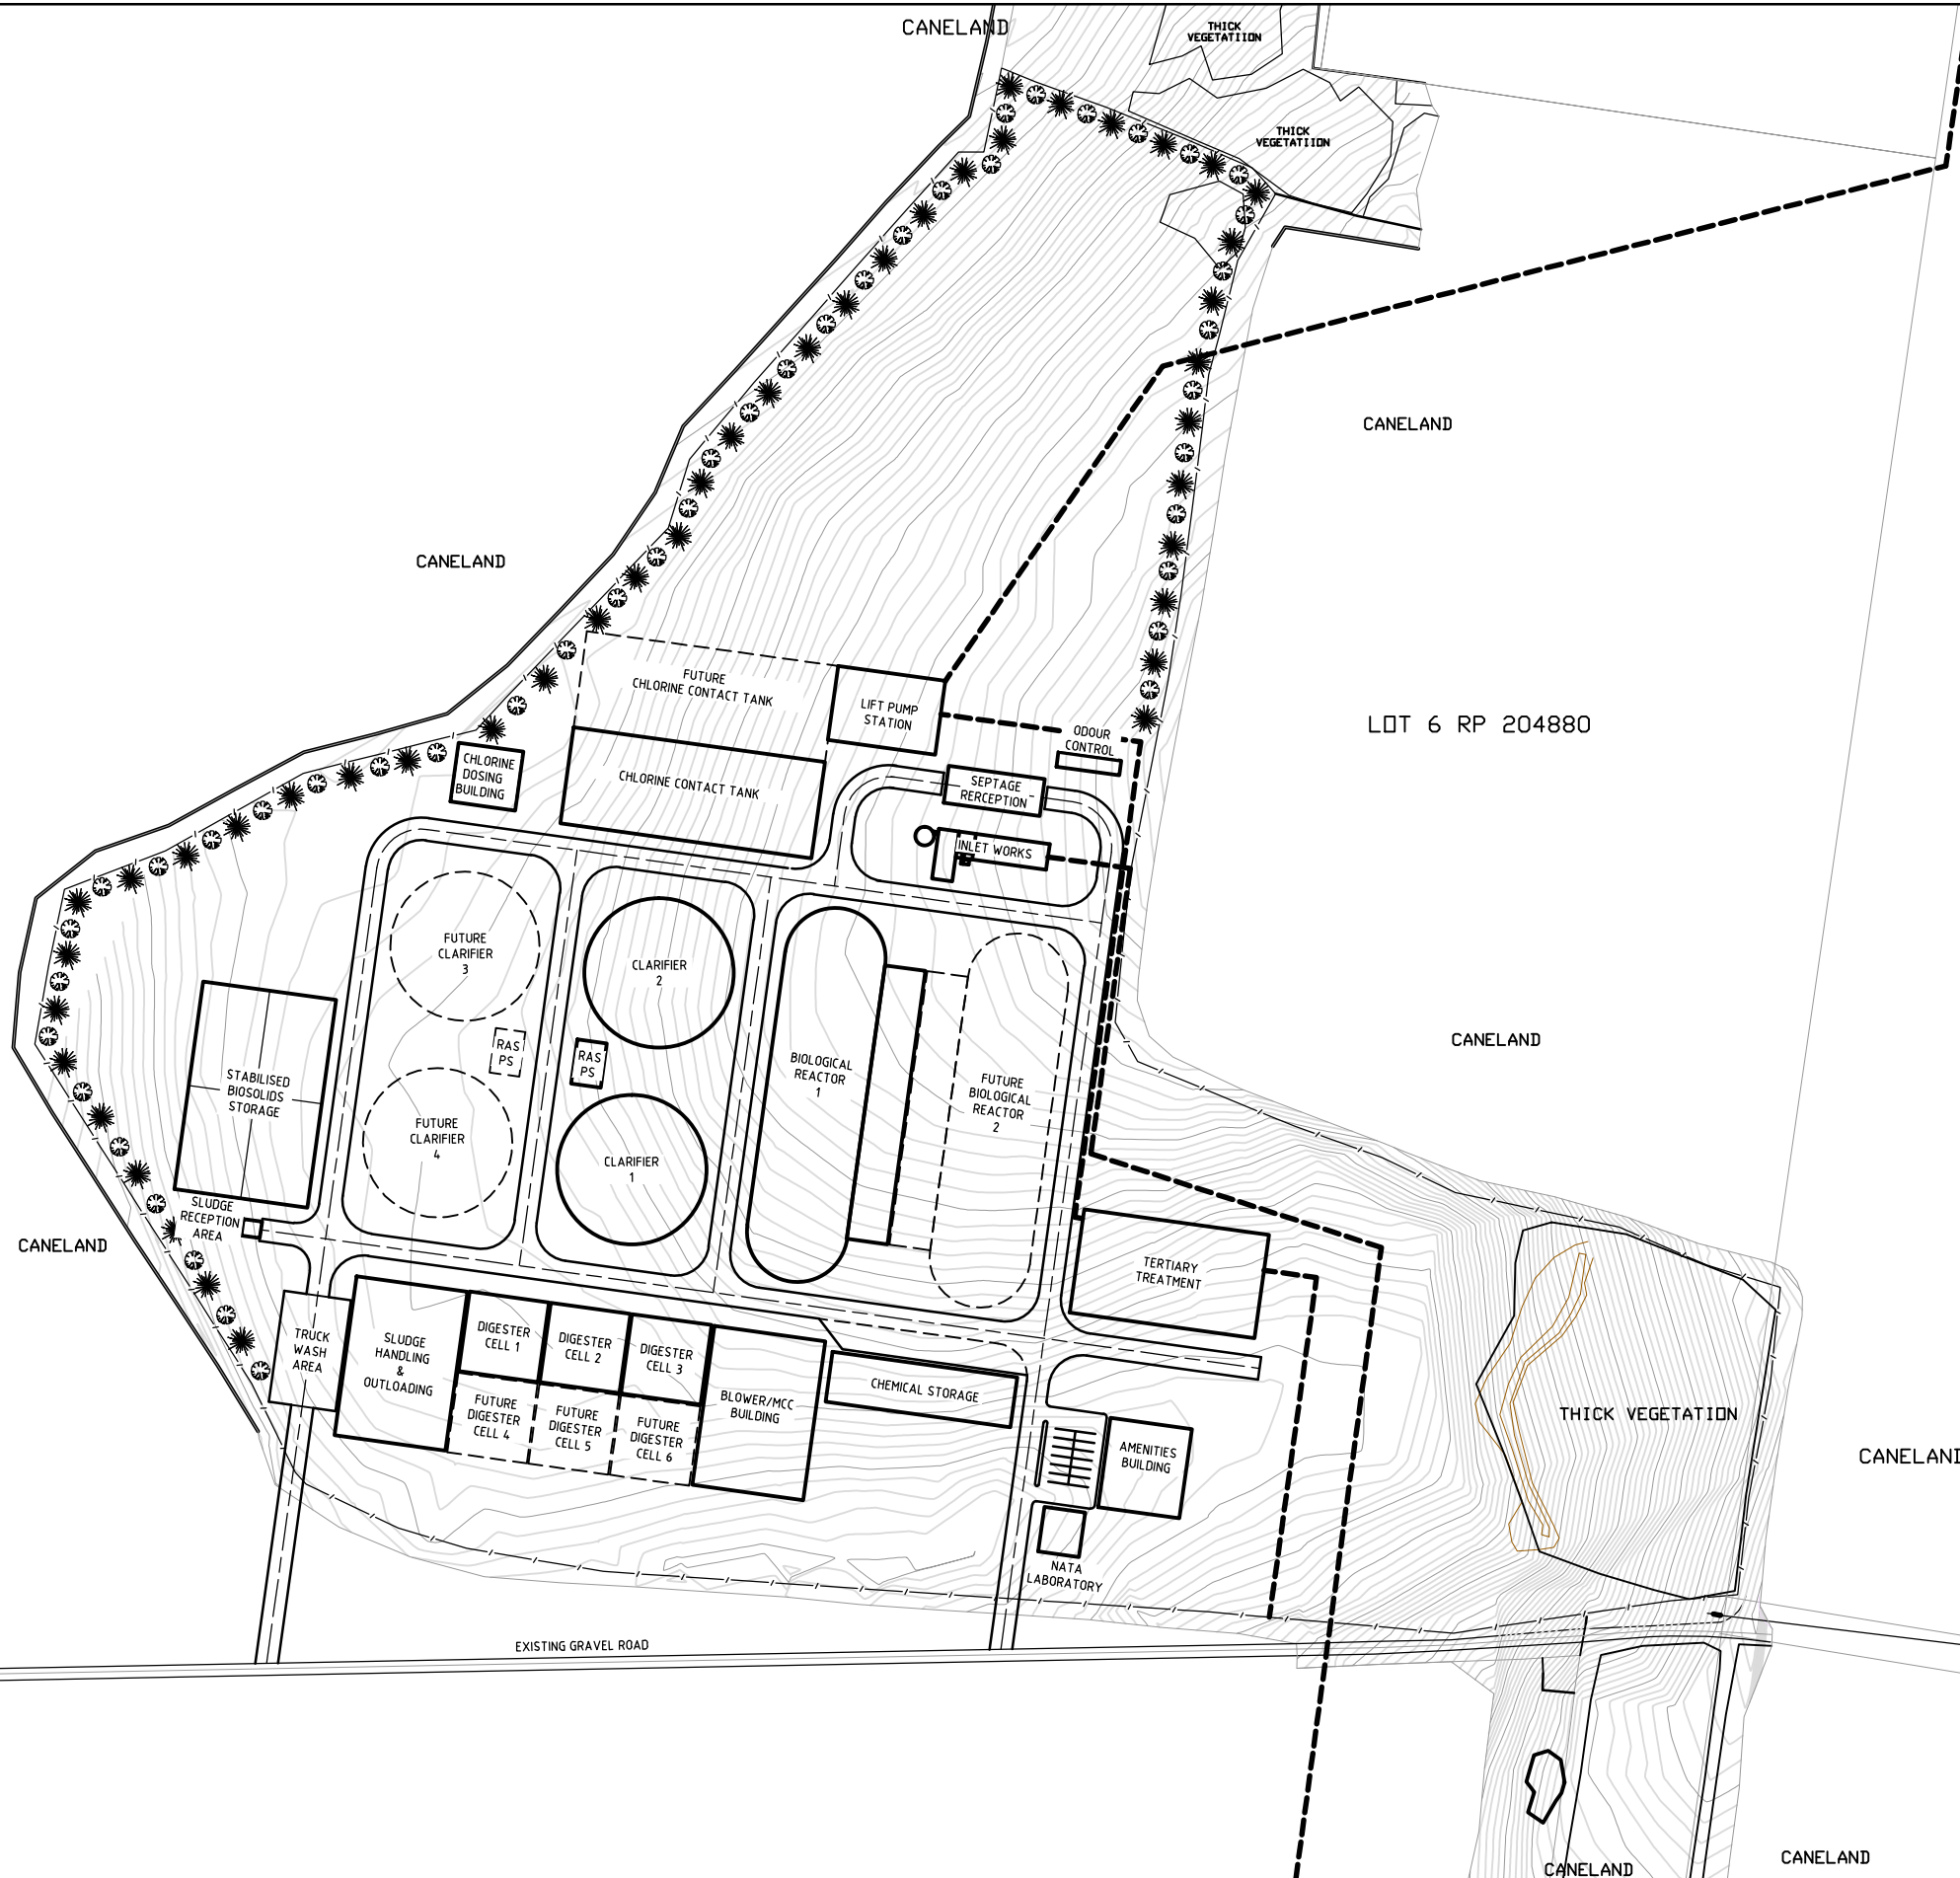 CANELAND
THICK
VEGETATIION
THICK
VEGETATIION
CANELAND
CANELAND
LOT 6 RP 204880
FUTURE
CHLORINE CONTACT TANK
LIFT PUMP
STATION
ODOUR
CONTROL
CHLORINE
DOSING
BUILDING
CHLORINE CONTACT TANK
SEPTAGE
RERCEPTION
INLET WORKS
FUTURE
CLARIFIER
3
CLARIFIER
2
RAS
PS
RAS
PS
BIOLOGICAL
REACTOR
1
FUTURE
BIOLOGICAL
REACTOR
2
CANELAND
STABILISED
BIOSOLIDS
STORAGE
FUTURE
CLARIFIER
4
CLARIFIER
1
SLUDGE
RECEPTION
AREA
CANELAND
TERTIARY
TREATMENT
TRUCK
WASH
AREA
SLUDGE
HANDLING
&
OUTLOADING
DIGESTER
CELL 1
DIGESTER
CELL 2
DIGESTER
CELL 3
FUTURE
DIGESTER
CELL 4
FUTURE
DIGESTER
CELL 5
FUTURE
DIGESTER
CELL 6
BLOWER/MCC
BUILDING
CHEMICAL STORAGE
AMENITIES
BUILDING
THICK VEGETATION
CANELAND
NATA
LABORATORY
EXISTING GRAVEL ROAD
CANELAND
CANELAND